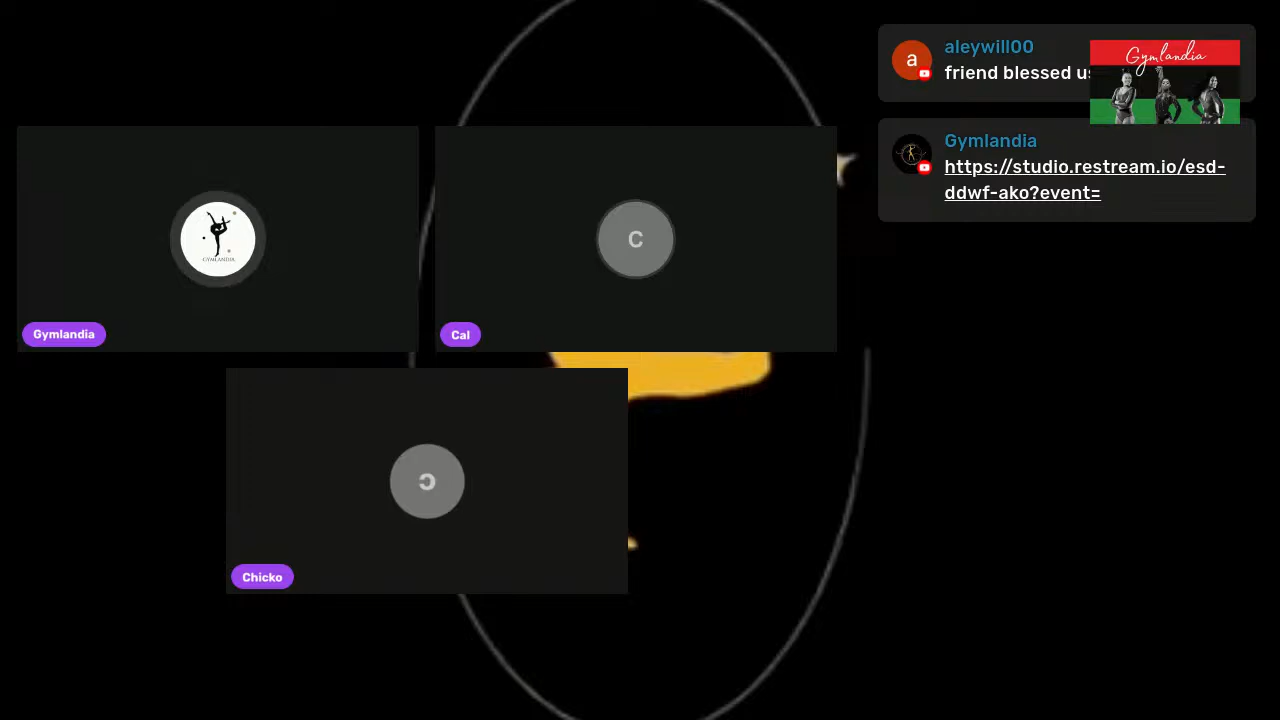 aleywill00
friend blessed us
Gymlandia
Gymlandia
https://studio.restream.io/esd-
ddwf-ako?event=
a
GYMLANDIA
Gymlandia
C
Cal
ɔ
Chicko